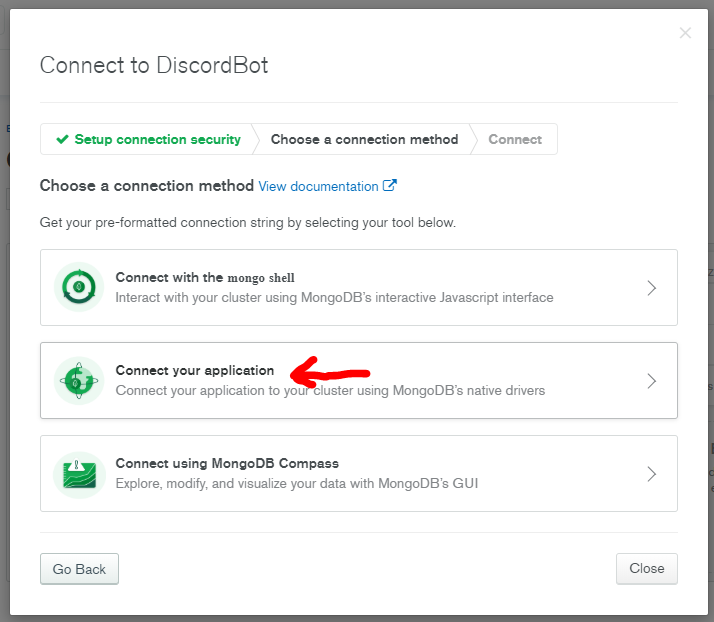 Connect to DiscordBot
Setup connection security
Choose a connection method
Connect
Choose a connection method View documentation
Get your pre-formatted connection string by selecting your tool below.
Connect with the mongo shell
Interact with your cluster using MongoDB's interactive Javascript interface
Connect your application
Connect your application to your cluster using MongoDB's native drivers
Connect using MongoDB Compass
Explore, modify, and visualize your data with MongoDB's GUI
Go Back
Close